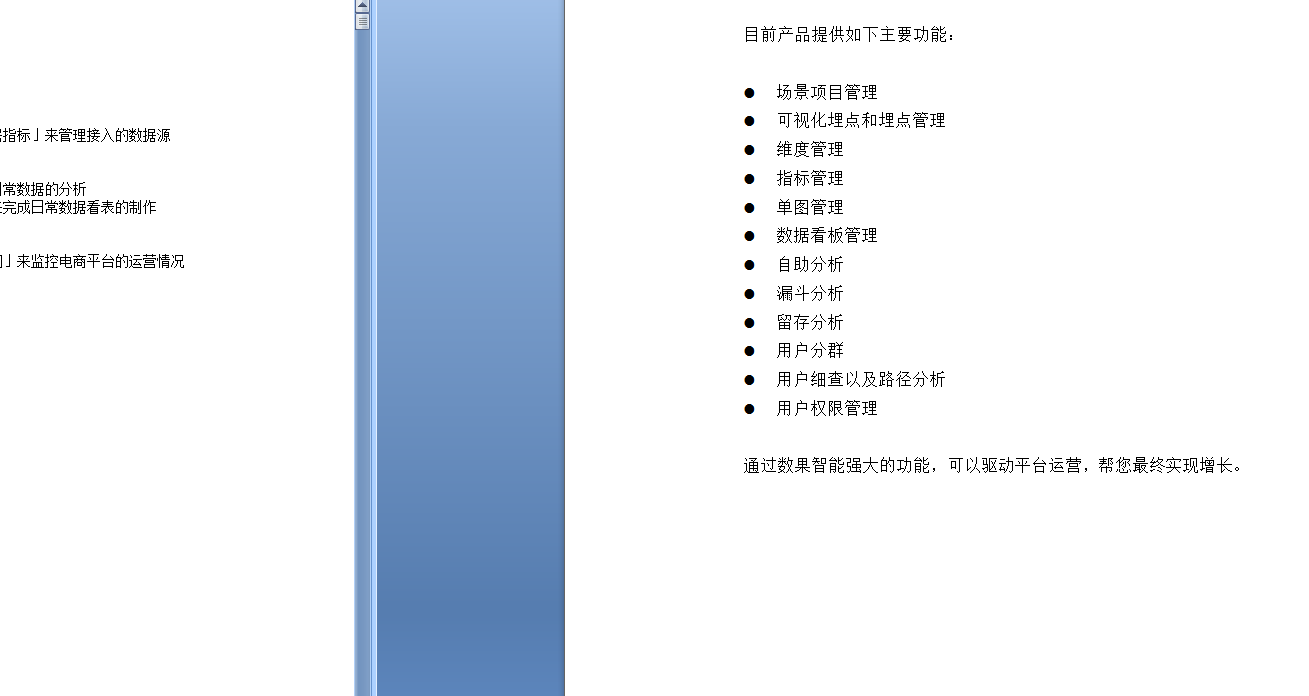 指标」来管理接入的数据源
常数据的分析
完成日常数据看表的制作
」来监控电商平台的运营情况
目前产品提供如下主要功能：
● 场景项目管理
● 可视化埋点和埋点管理
● 维度管理
● 指标管理
● 单图管理
● 数据看板管理
● 自助分析
● 漏斗分析
● 留存分析
● 用户分群
● 用户细查以及路径分析
● 用户权限管理
通过数果智能强大的功能，可以驱动平台运营，帮您最终实现增长。